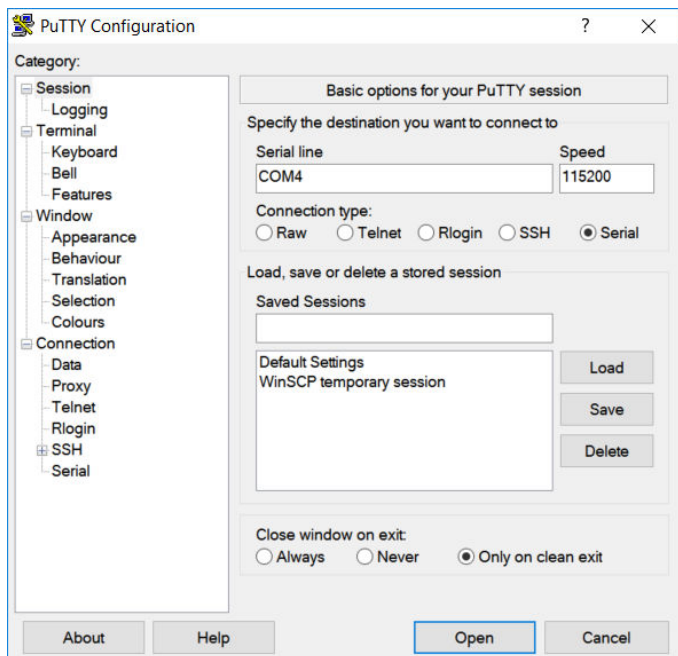 PuTTY Configuration
?
Category:
Session
Logging
Terminal
Keyboard
Bell
Features
Window
Appearance
Behaviour
Translation
Selection
Colours
Connection
Data
Proxy
Telnet
Rlogin
SSH
Serial
Basic options for your PuTTY session
Specify the destination you want to connect to
Serial line Speed
COM4 115200
Connection type:
Raw Telnet Rlogin SSH Serial
Load, save or delete a stored session
Saved Sessions
Default Settings
WinSCP temporary session
Load
Save
Delete
Close window on exit:
Always Never Only on clean exit
About Help Open Cancel